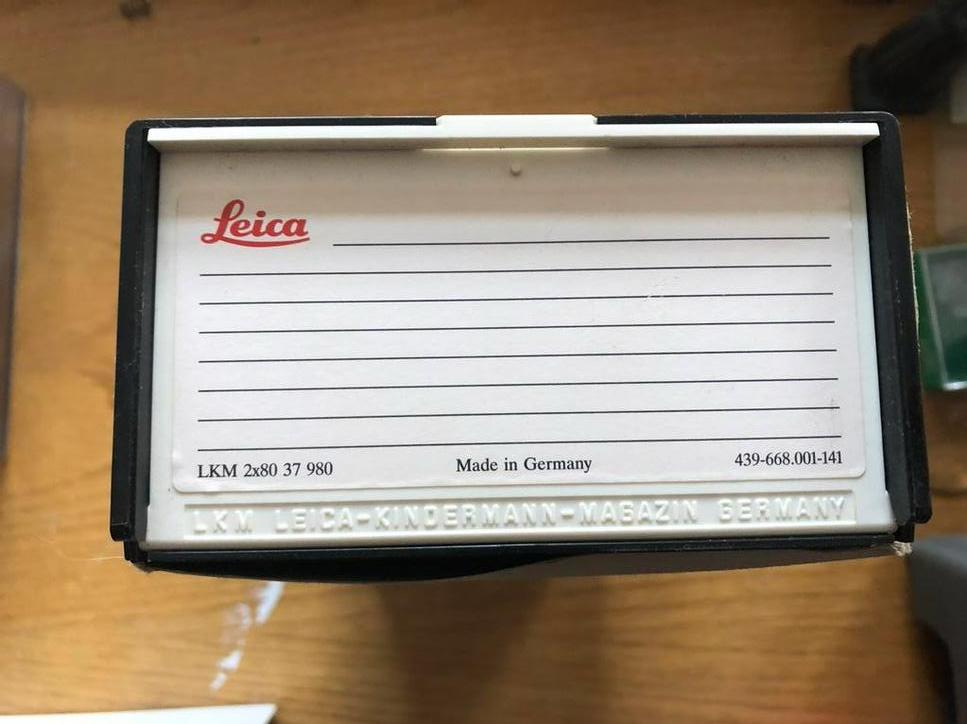 Leica
LKM 2x80 37 980 Made in Germany 439-668.001-141
LKM LEICA-KINDERMANN-MAGAZIN GERMANY